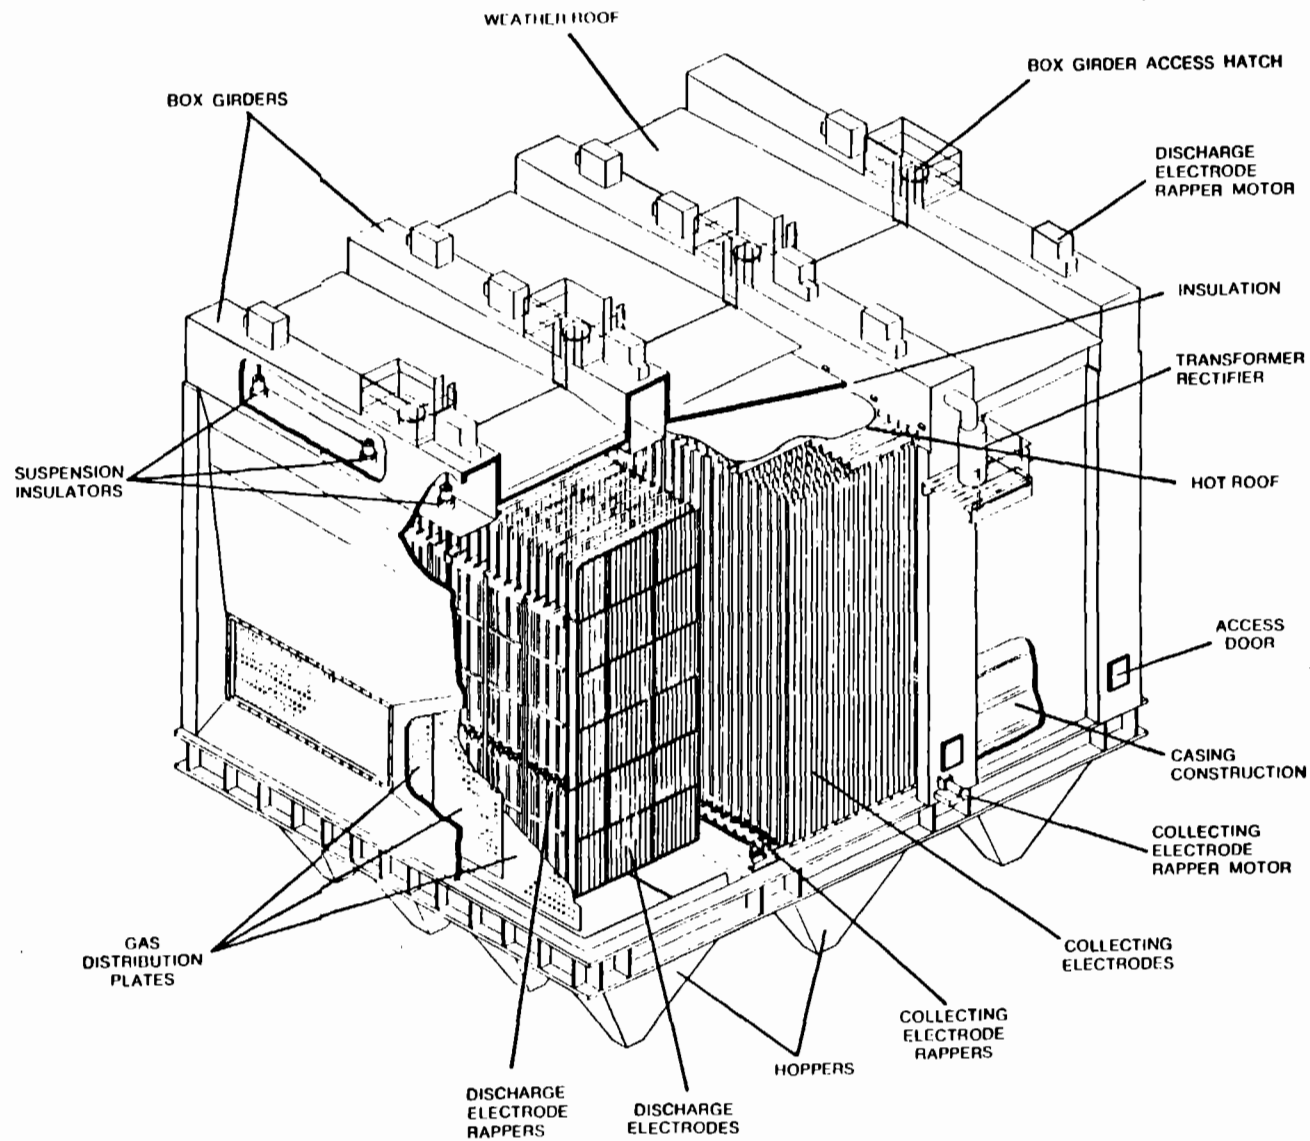 WEATHER ROOF
BOX GIRDER ACCESS HATCH
BOX GIRDERS
DISCHARGE
ELECTRODE
RAPPER MOTOR
INSULATION
TRANSFORMER
RECTIFIER
SUSPENSION
INSULATORS
HOT ROOF
ACCESS
DOOR
CASING
CONSTRUCTION
COLLECTING
ELECTRODE
RAPPER MOTOR
GAS
DISTRIBUTION
PLATES
COLLECTING
ELECTRODES
COLLECTING
ELECTRODE
RAPPERS
HOPPERS
DISCHARGE
ELECTRODE
RAPPERS
DISCHARGE
ELECTRODES